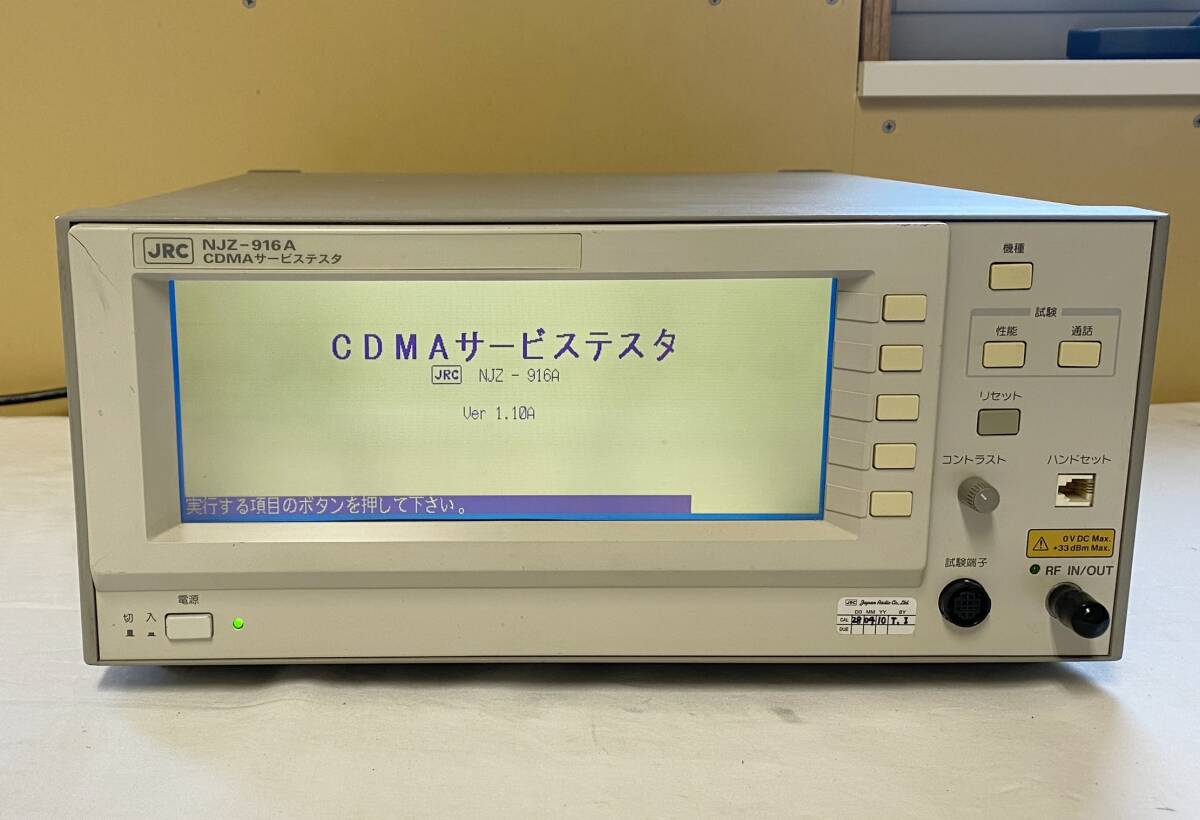 JRC NJZ-916A
CDMAサービステスタ
CDMAサービステスタ
JRC NJZ - 916A
Ver 1.10A
実行する項目のボタンを押して下さい。
機種
試験
性能 通話
リセット
コントラスト ハンドセット
0V DC Max.
+33dBm Max.
試験端子 RF IN/OUT
電源
切 入
JRC Japan Radio Co., Ltd.
DD MM YY BY
CAL 28 04 10 T. I
DUE